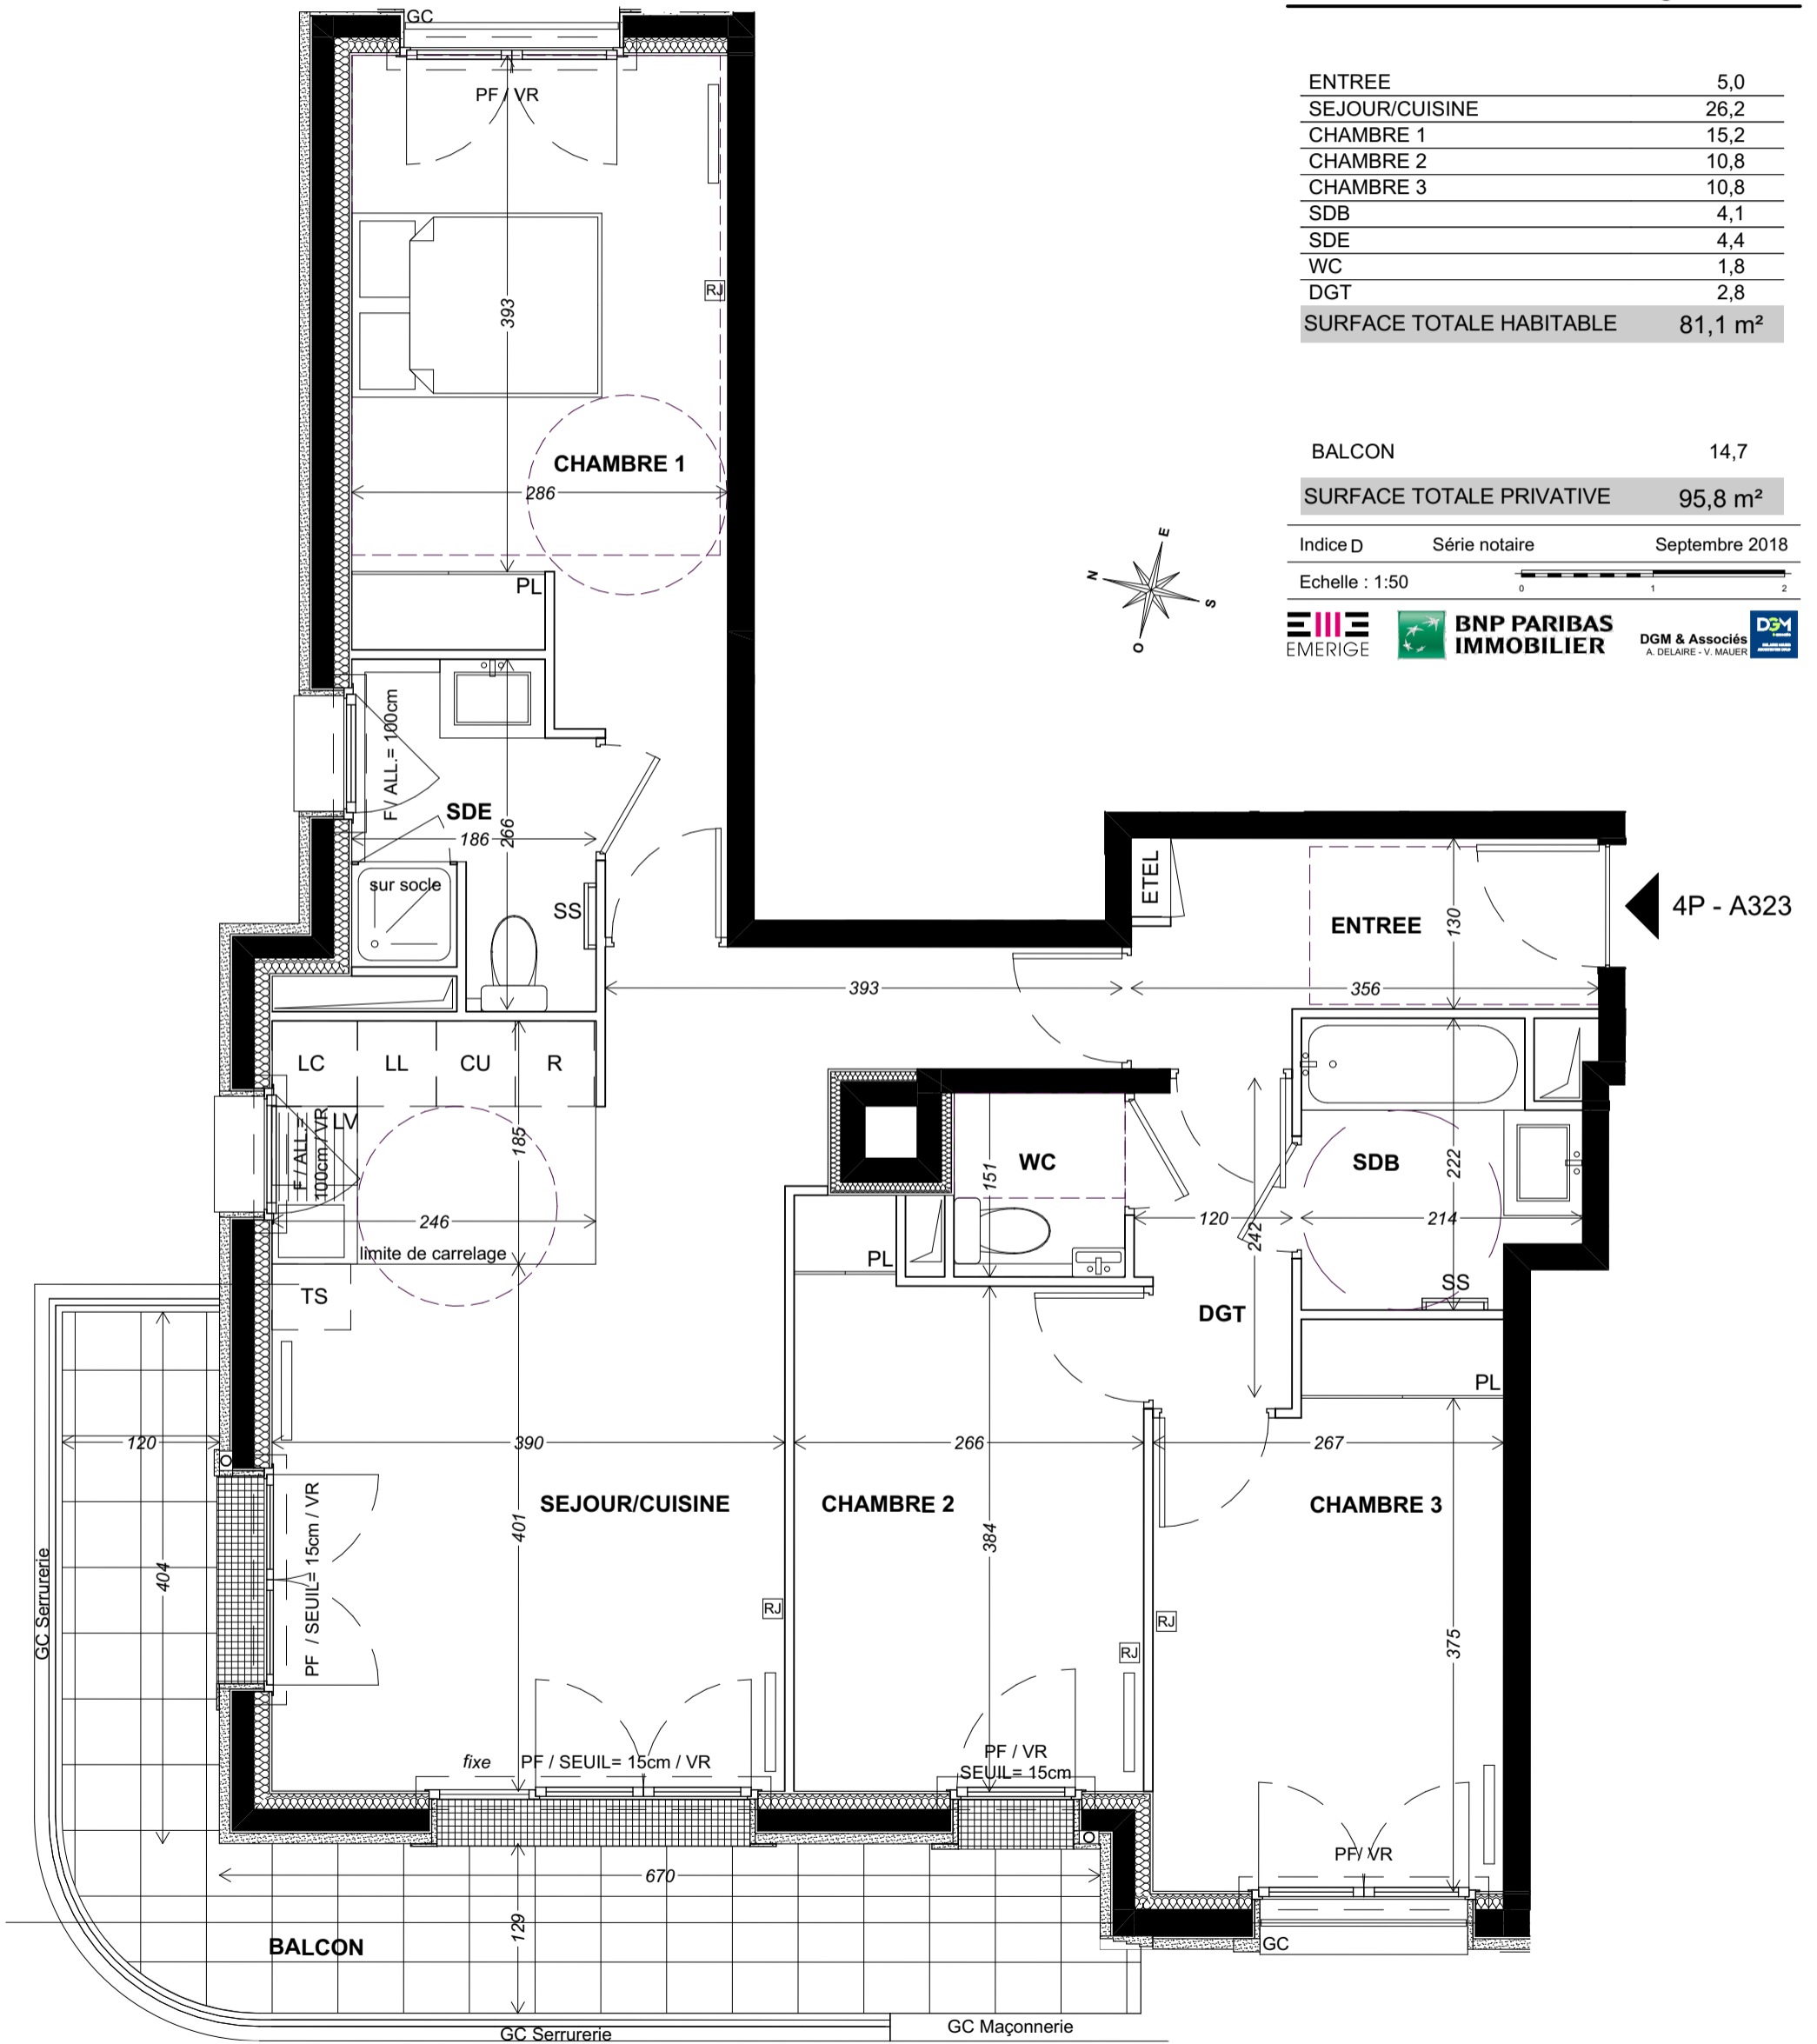 ENTREE 5,0
SEJOUR/CUISINE 26,2
CHAMBRE 1 15,2
CHAMBRE 2 10,8
CHAMBRE 3 10,8
SDB 4,1
SDE 4,4
WC 1,8
DGT 2,8
SURFACE TOTALE HABITABLE 81,1 m²
BALCON 14,7
SURFACE TOTALE PRIVATIVE 95,8 m²
Indice D Série notaire Septembre 2018
Echelle : 1:50
0 1 2
EMERIGE
BNP PARIBAS
IMMOBILIER
DGM & Associés
A. DELAIRE - V. MAUER
DGM
N
E
S
O
GC
PF / VR
393
RJ
CHAMBRE 1
286
PL
F / ALL.= 100cm
SDE
186
266
sur socle
SS
ETEL
ENTREE
130
4P - A323
393
356
LC
LL
CU
R
LV
F / ALL.=
100cm / VR
185
246
limite de carrelage
TS
WC
151
120
242
SDB
222
214
SS
PL
DGT
PL
120
390
266
267
SEJOUR/CUISINE
CHAMBRE 2
CHAMBRE 3
PF / SEUIL= 15cm / VR
401
384
375
404
GC Serrurerie
RJ
RJ
RJ
fixe
PF / SEUIL= 15cm / VR
PF / VR
SEUIL= 15cm
PF/ VR
670
129
BALCON
GC
GC Serrurerie
GC Maçonnerie